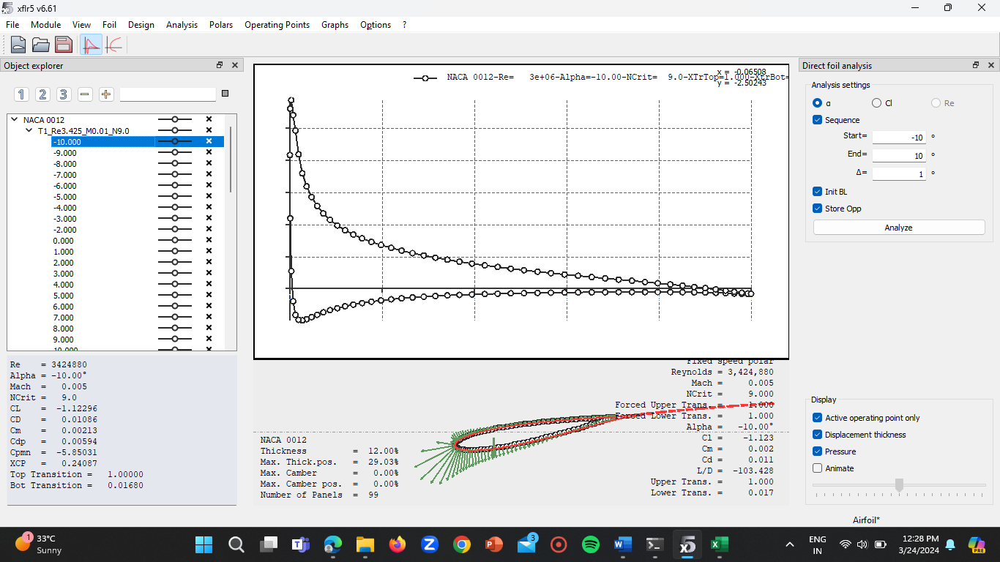 xflr5 v6.61
File Module View Foil Design Analysis Polars Operating Points Graphs Options ?
Object explorer
1 2 3
NACA 0012
T1_Re3.425_M0.01_N9.0
-10.000
-9.000
-8.000
-7.000
-6.000
-5.000
-4.000
-3.000
-2.000
0.000
1.000
2.000
3.000
4.000
5.000
6.000
7.000
8.000
9.000
10.000
Re = 3424880
Alpha = -10.00°
Mach = 0.005
NCrit = 9.0
CL = -1.12296
CD = 0.01086
Cm = 0.00213
Cdp = 0.00594
Cpmn = -5.85031
XCP = 0.24087
Top Transition = 1.00000
Bot Transition = 0.01680
x = -0.06508
NACA 0012-Re= 3e+06-Alpha=-10.00-NCrit= 9.0-XTrTop=1.000-XtrBot=
y = -2.50243
NACA 0012
Thickness = 12.00%
Max. Thick.pos. = 29.03%
Max. Camber = 0.00%
Max. Camber pos. = 0.00%
Number of Panels = 99
Fixed speed polar
Reynolds = 3,424,880
Mach = 0.005
NCrit = 9.000
Forced Upper Trans. = 1.000
Forced Lower Trans. = 1.000
Alpha = -10.00°
Cl = -1.123
Cm = 0.002
Cd = 0.011
L/D = -103.428
Upper Trans. = 1.000
Lower Trans. = 0.017
Direct foil analysis
Analysis settings
α Cl Re
Sequence
Start= -10 °
End= 10 °
Δ= 1 °
Init BL
Store Opp
Analyze
Display
Active operating point only
Displacement thickness
Pressure
Animate
Airfoil*
1
33°C
Sunny
3
ENG
IN
12:28 PM
3/24/2024
PRE